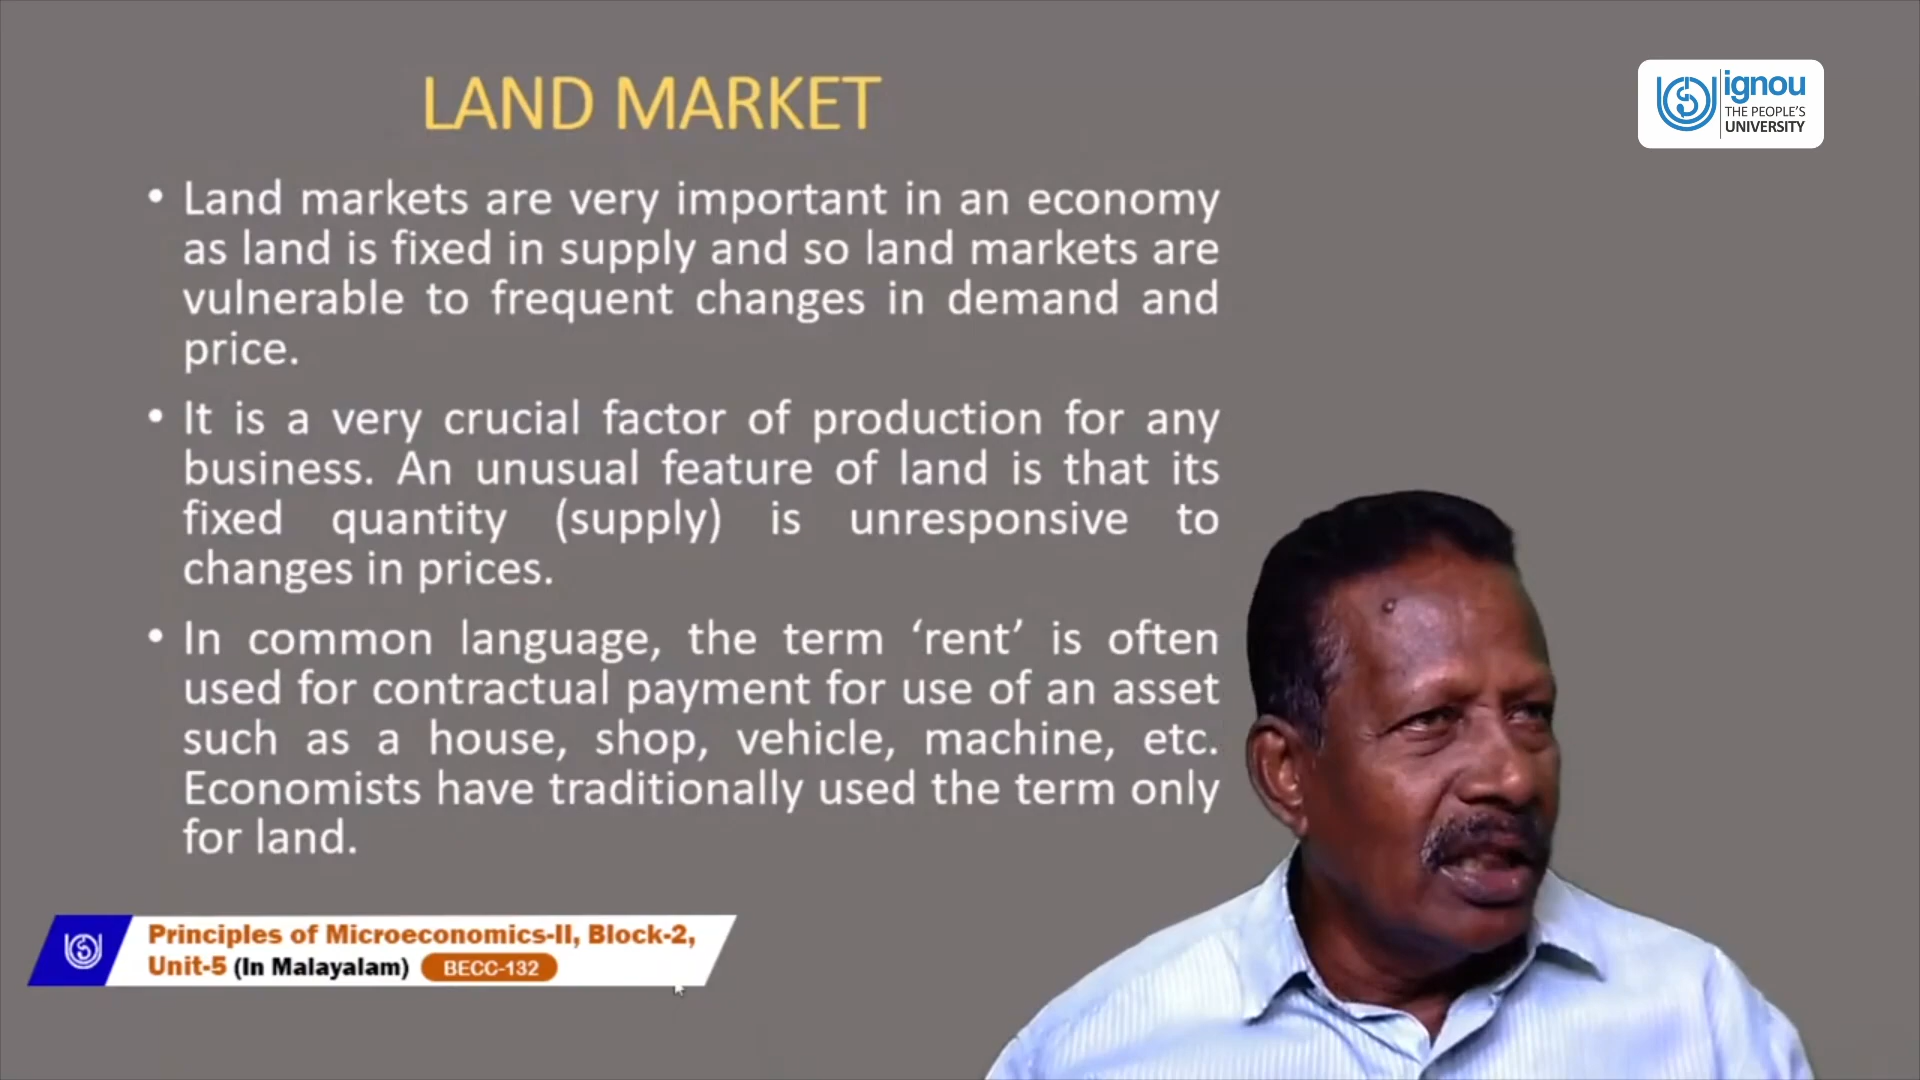 LAND MARKET
ignou
THE PEOPLE'S
UNIVERSITY
• Land markets are very important in an economy
as land is fixed in supply and so land markets are
vulnerable to frequent changes in demand and
price.
• It is a very crucial factor of production for any
business. An unusual feature of land is that its
fixed quantity (supply) is unresponsive to
changes in prices.
• In common language, the term ‘rent’ is often
used for contractual payment for use of an asset
such as a house, shop, vehicle, machine, etc.
Economists have traditionally used the term only
for land.
Principles of Microeconomics-II, Block-2,
Unit-5 (In Malayalam) BECC-132